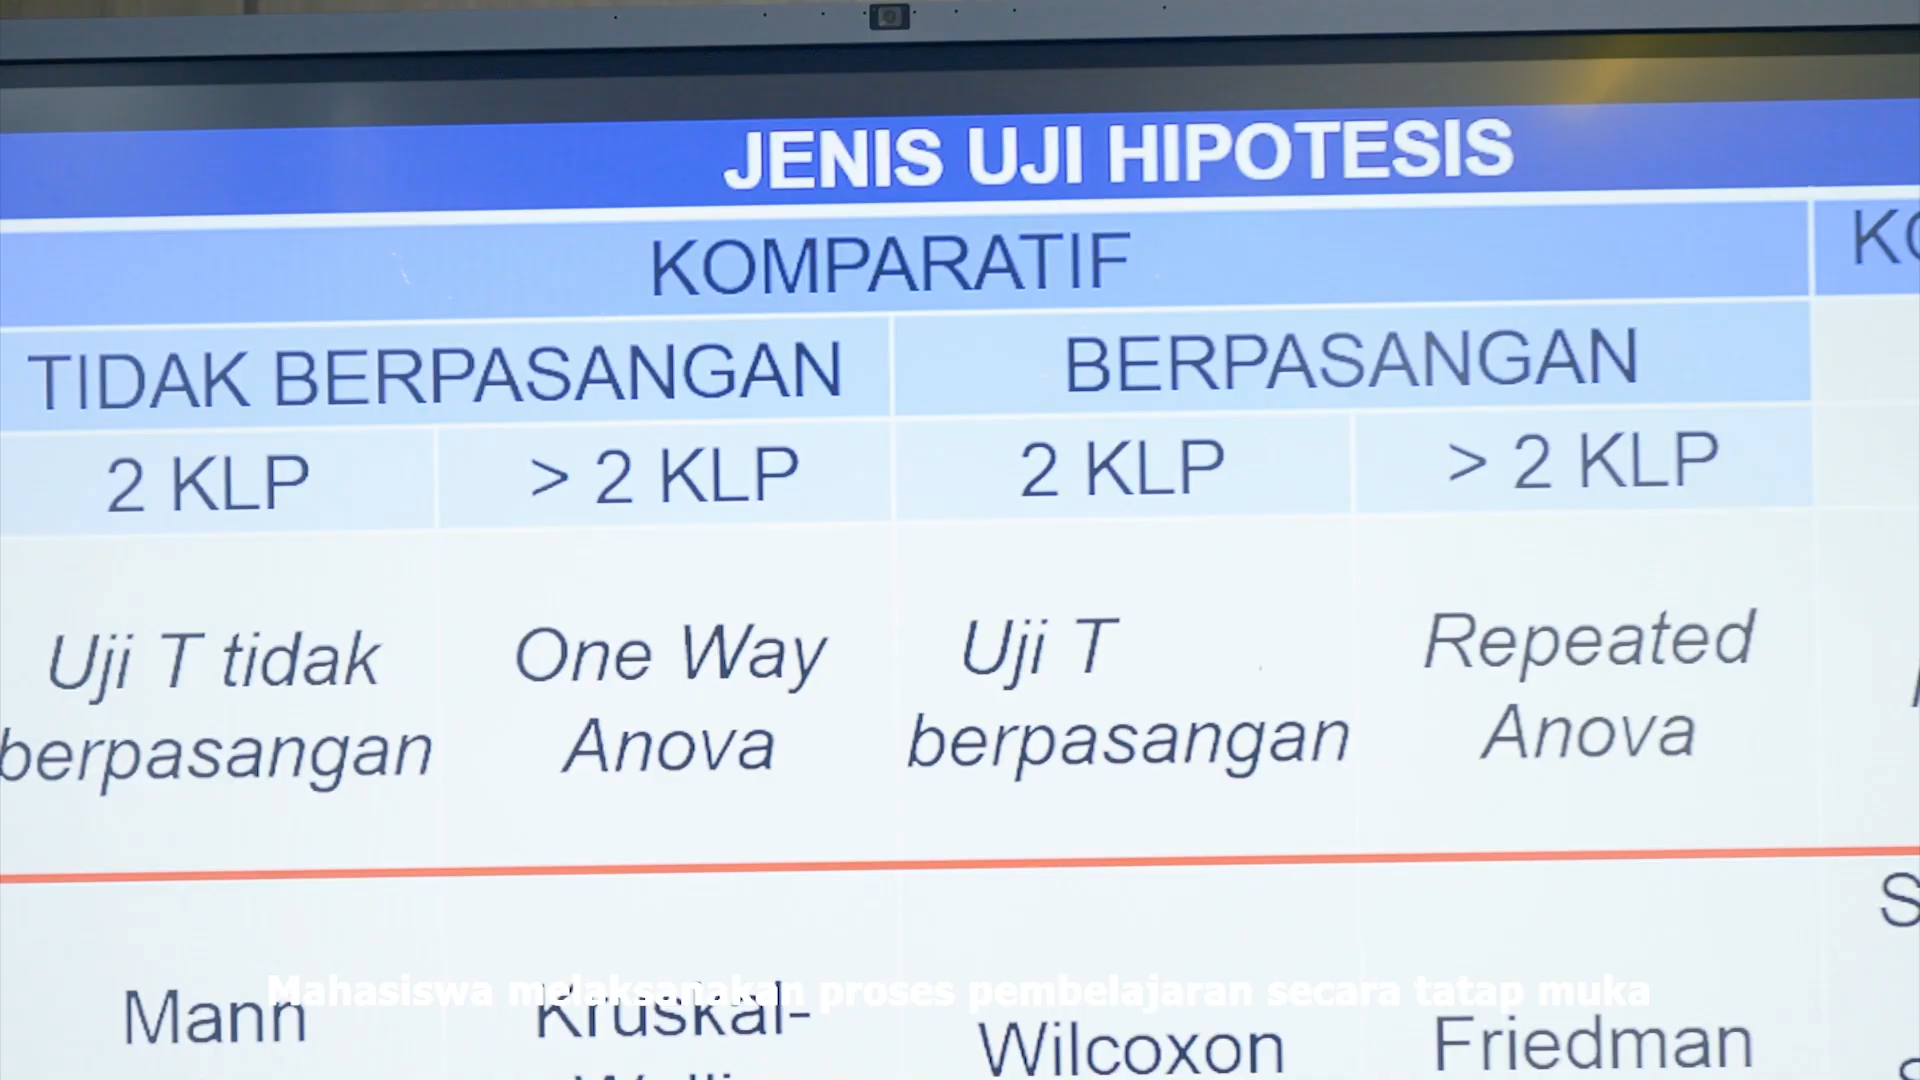 JENIS UJI HIPOTESIS
KOMPARATIF
TIDAK BERPASANGAN
BERPASANGAN
2 KLP
> 2 KLP
2 KLP
> 2 KLP
Uji T tidak
berpasangan
One Way
Anova
Uji T
berpasangan
Repeated
Anova
Mann
Kruskal-
Wilcoxon
Friedman
Mahasiswa melaksanakan proses pembelajaran secara tatap muka